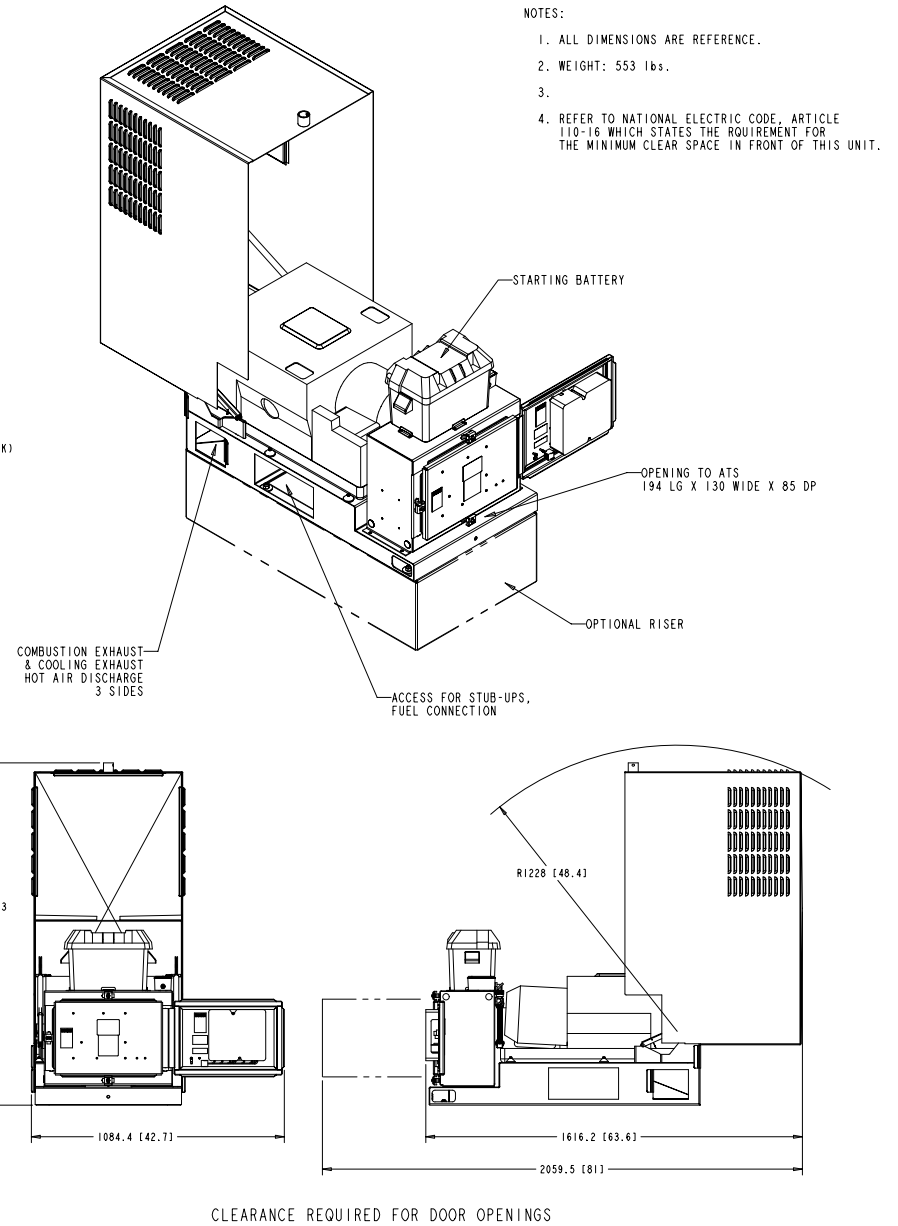 NOTES:
1. ALL DIMENSIONS ARE REFERENCE.
2. WEIGHT: 553 lbs.
3.
4. REFER TO NATIONAL ELECTRIC CODE, ARTICLE
110-16 WHICH STATES THE RQUIREMENT FOR
THE MINIMUM CLEAR SPACE IN FRONT OF THIS UNIT.
STARTING BATTERY
K)
OPENING TO ATS
194 LG X 130 WIDE X 85 DP
OPTIONAL RISER
COMBUSTION EXHAUST
& COOLING EXHAUST
HOT AIR DISCHARGE
3 SIDES
ACCESS FOR STUB-UPS,
FUEL CONNECTION
R1228 [48.4]
3
1084.4 [42.7]
1616.2 [63.6]
2059.5 [81]
CLEARANCE REQUIRED FOR DOOR OPENINGS